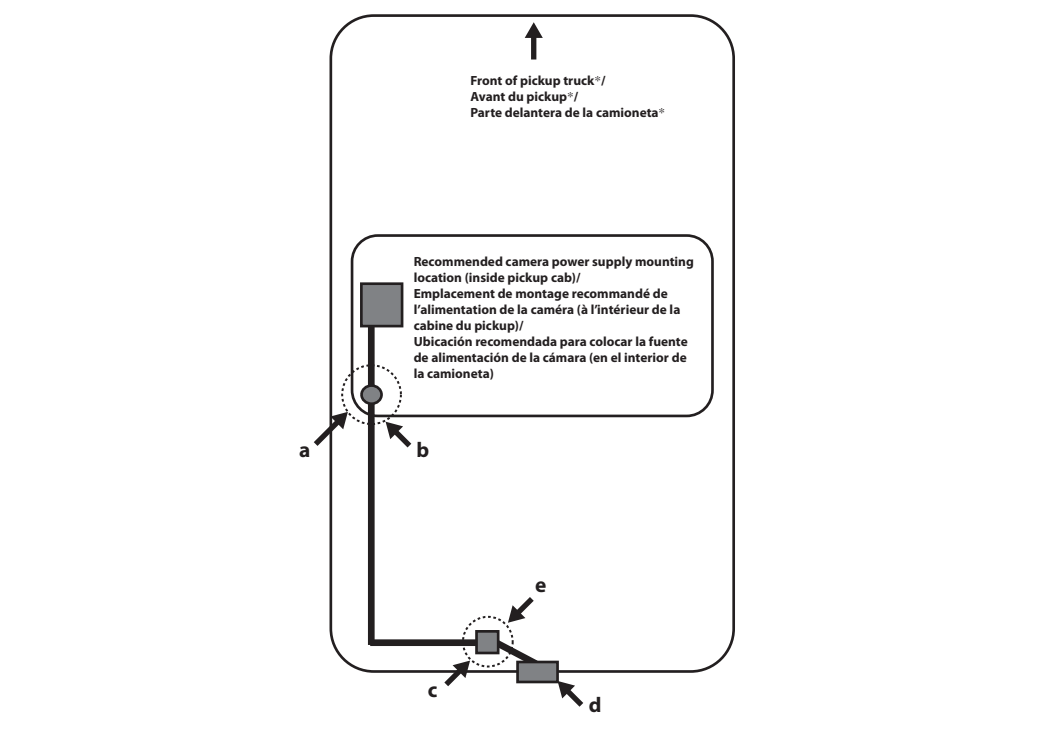 Front of pickup truck*/
Avant du pickup*/
Parte delantera de la camioneta*
Recommended camera power supply mounting
location (inside pickup cab)/
Emplacement de montage recommandé de
l'alimentation de la caméra (à l'intérieur de la
cabine du pickup)/
Ubicación recomendada para colocar la fuente
de alimentación de la cámara (en el interior de
la camioneta)
a
b
e
c
d